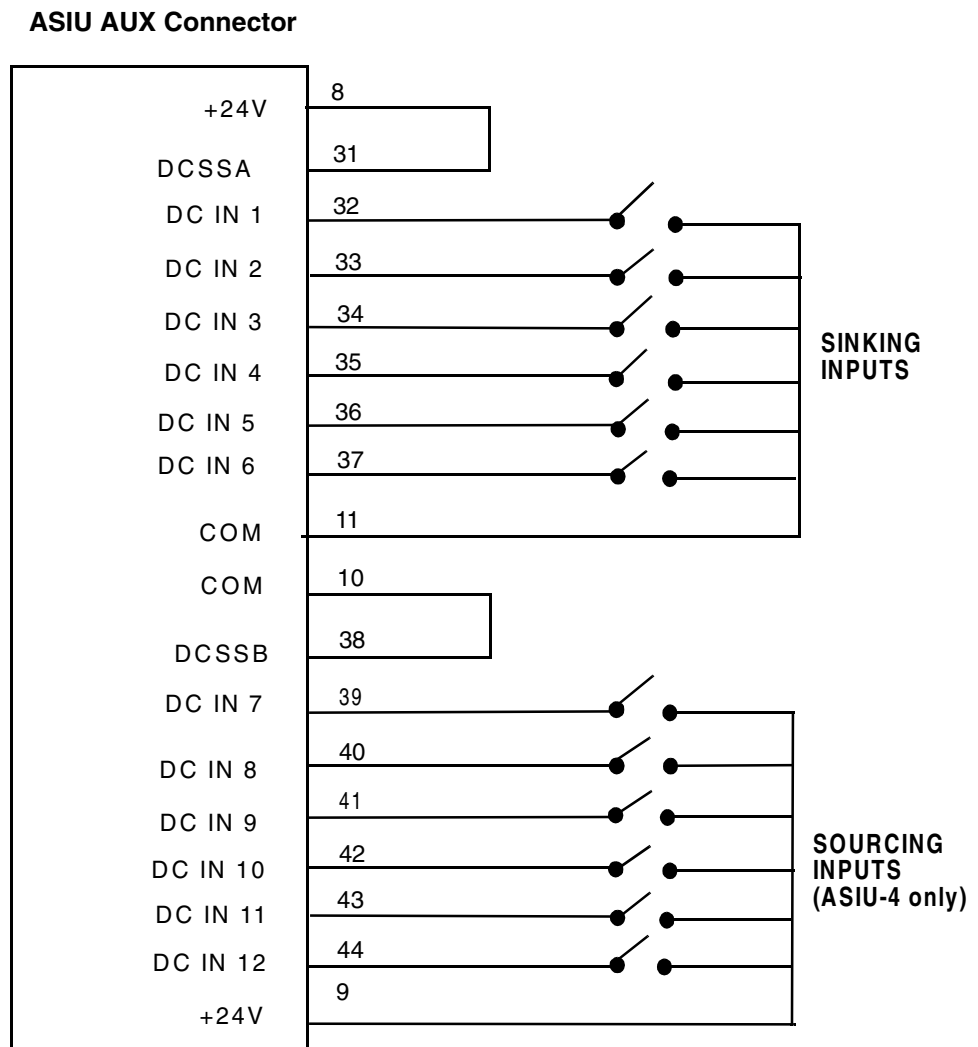 ASIU AUX Connector
+24V 8
DCSSA 31
DC IN 1 32
DC IN 2 33
DC IN 3 34
DC IN 4 35
DC IN 5 36
DC IN 6 37
SINKING
INPUTS
COM 11
COM 10
DCSSB 38
DC IN 7 39
DC IN 8 40
DC IN 9 41
DC IN 10 42
DC IN 11 43
DC IN 12 44
+24V 9
SOURCING
INPUTS
(ASIU-4 only)